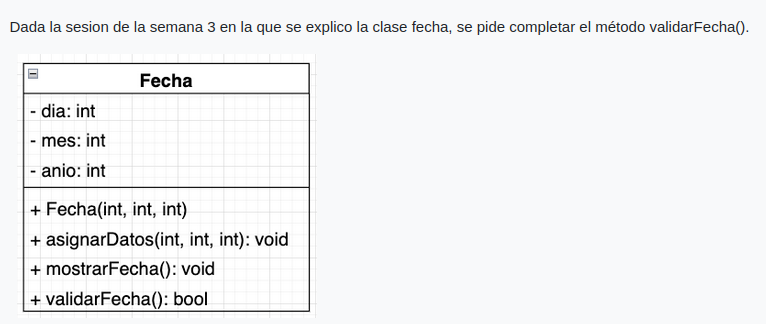 Dada la sesion de la semana 3 en la que se explico la clase fecha, se pide completar el método validarFecha().
Fecha
- dia: int
- mes: int
- anio: int
+ Fecha(int, int, int)
+ asignarDatos(int, int, int): void
+ mostrarFecha(): void
+ validarFecha(): bool